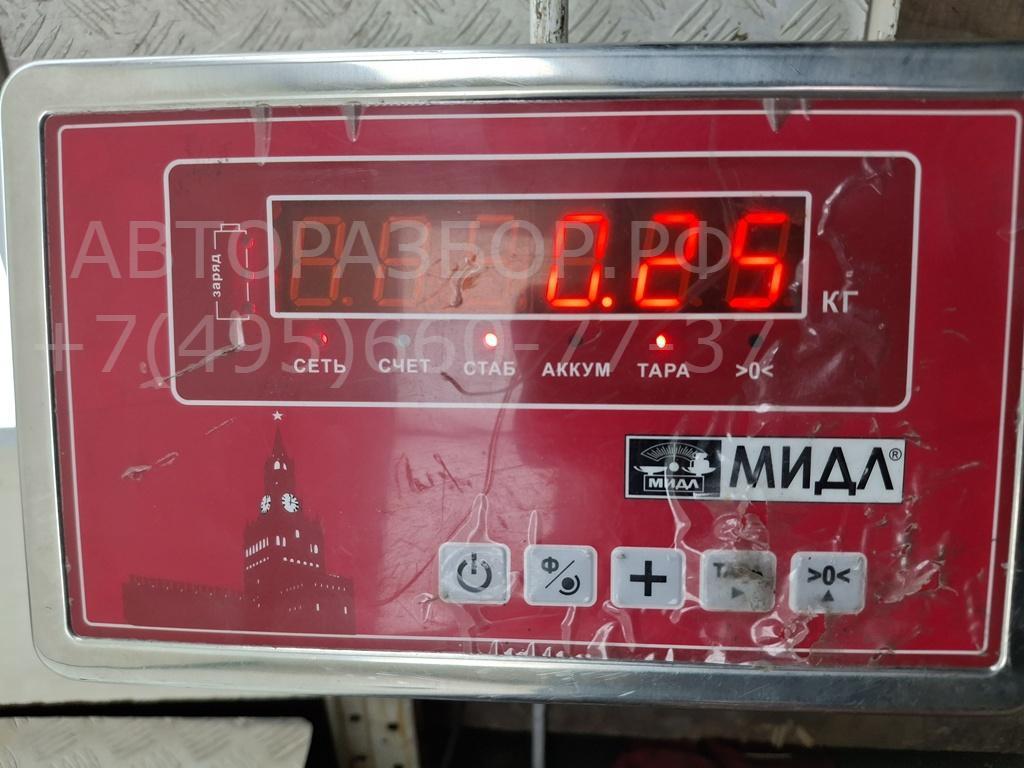 АВТОРАЗБОР.РФ
0.25
КГ
заряд
+7(495)660-77-37
СЕТЬ СЧЕТ СТАБ АККУМ ТАРА >0<
МИДЛ
МИДЛ®
Ф
+
>0<